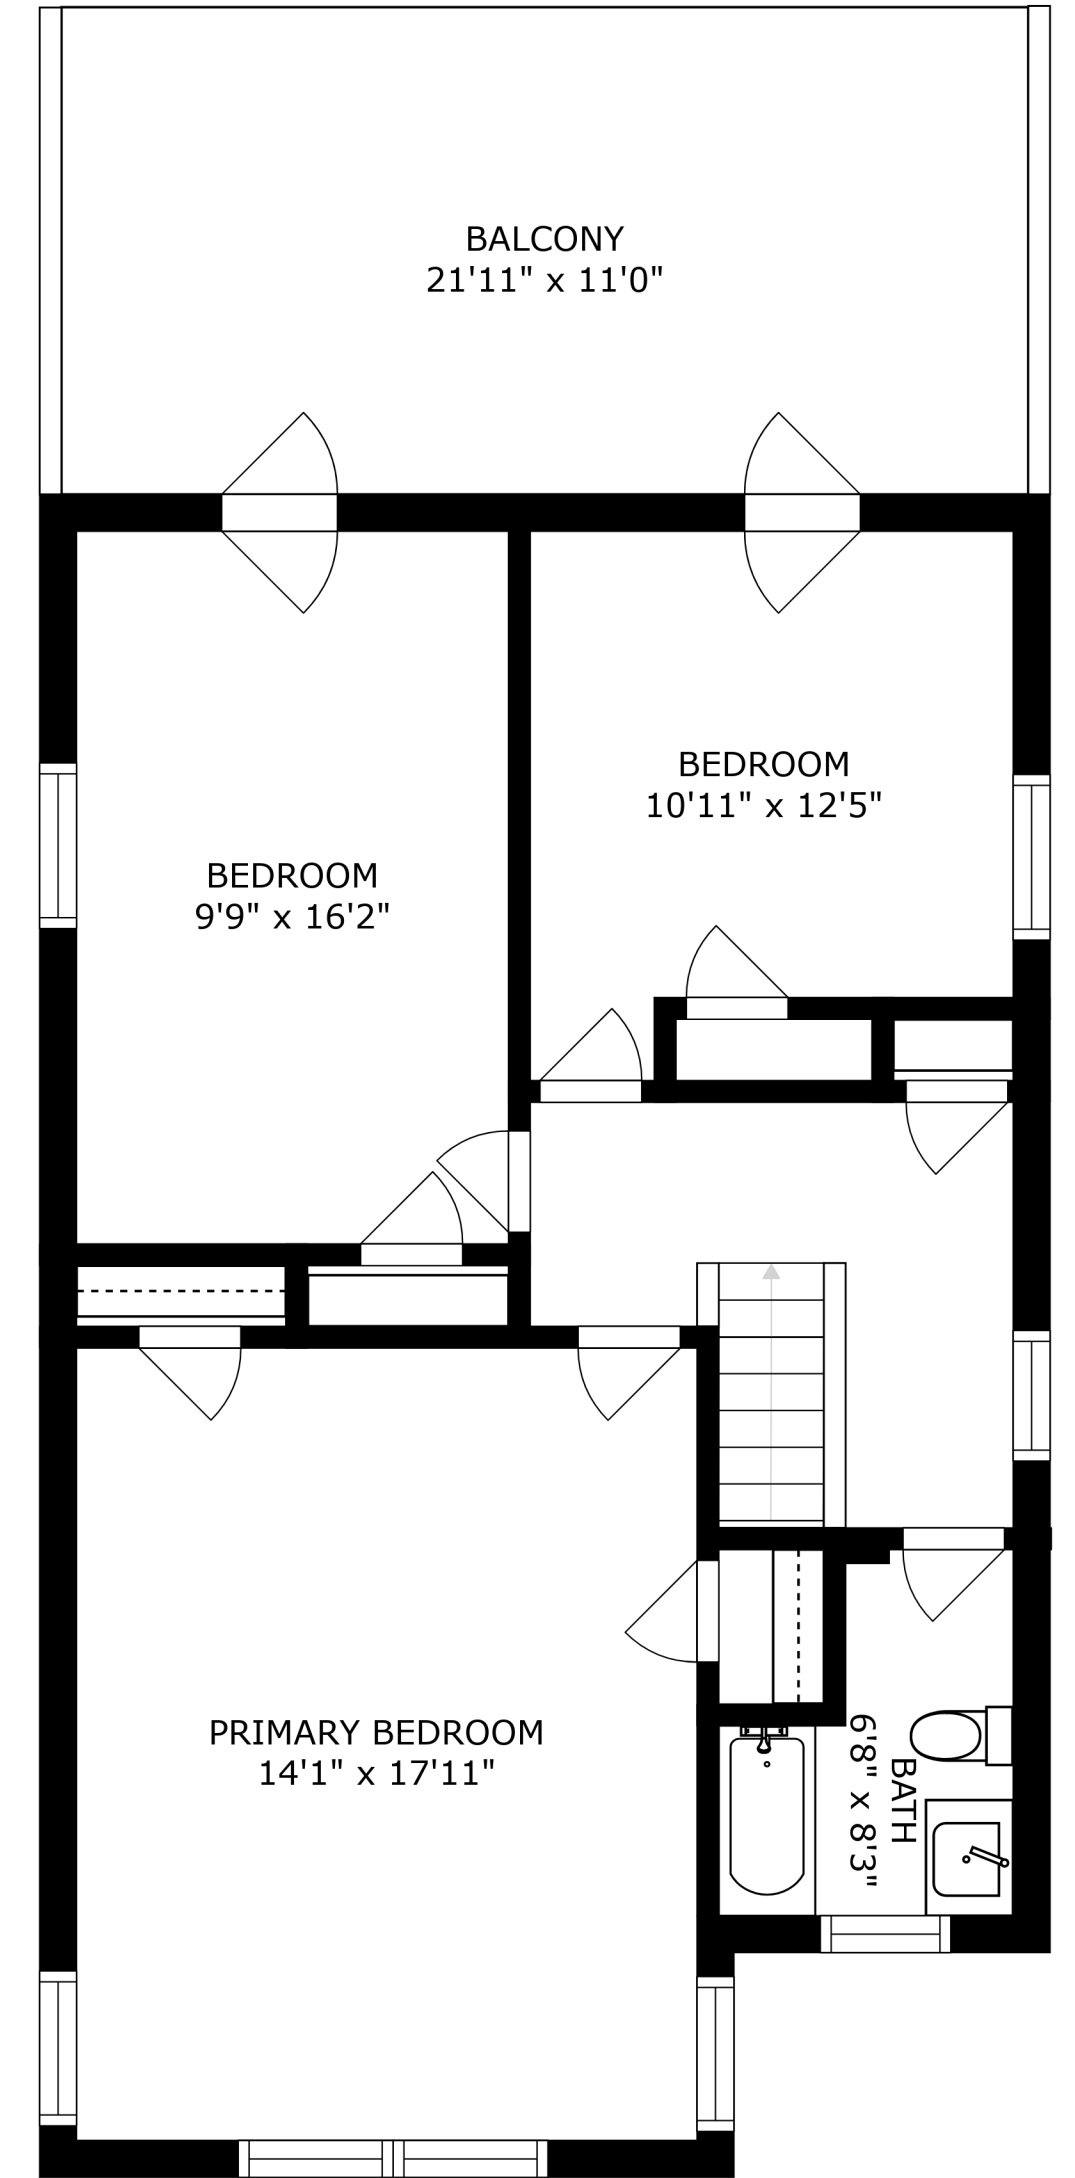 BALCONY
21'11" x 11'0"
BEDROOM
10'11" x 12'5"
BEDROOM
9'9" x 16'2"
PRIMARY BEDROOM
14'1" x 17'11"
BATH
6'8" x 8'3"